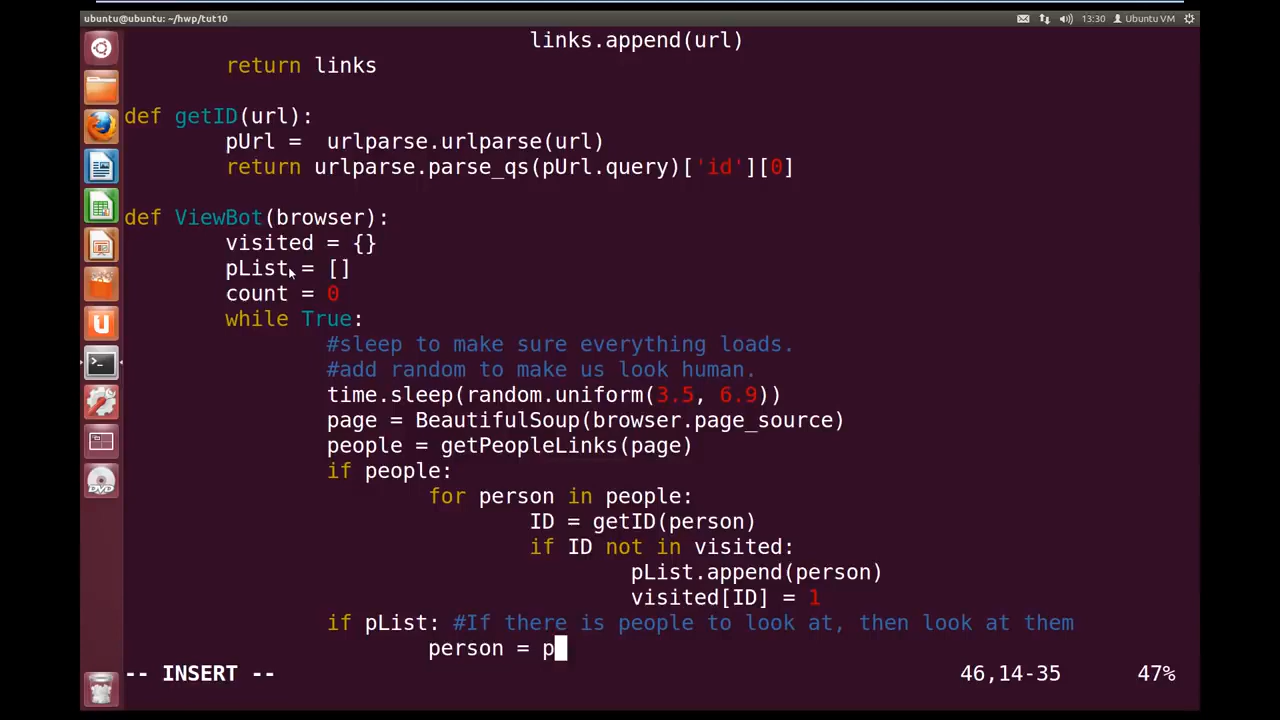 ubuntu@ubuntu: ~/hwp/tut10 13:30 Ubuntu VM
links.append(url)
return links
def getID(url):
pUrl =  urlparse.urlparse(url)
return urlparse.parse_qs(pUrl.query)['id'][0]
def ViewBot(browser):
visited = {}
pList = []
count = 0
while True:
#sleep to make sure everything loads.
#add random to make us look human.
time.sleep(random.uniform(3.5, 6.9))
page = BeautifulSoup(browser.page_source)
people = getPeopleLinks(page)
if people:
for person in people:
ID = getID(person)
if ID not in visited:
pList.append(person)
visited[ID] = 1
if pList: #If there is people to look at, then look at them
person = p
-- INSERT -- 46,14-35 47%